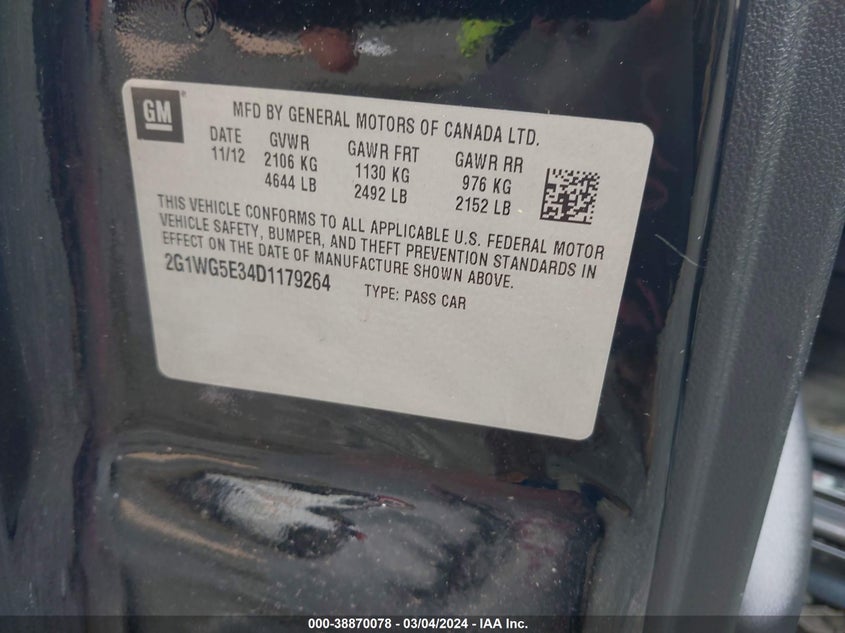 GM
MFD BY GENERAL MOTORS OF CANADA LTD.
DATE GVWR GAWR FRT GAWR RR
11/12 2106 KG 1130 KG 976 KG
4644 LB 2492 LB 2152 LB
THIS VEHICLE CONFORMS TO ALL APPLICABLE U.S. FEDERAL MOTOR
VEHICLE SAFETY, BUMPER, AND THEFT PREVENTION STANDARDS IN
EFFECT ON THE DATE OF MANUFACTURE SHOWN ABOVE.
2G1WG5E34D1179264 TYPE: PASS CAR
000-38870078 - 03/04/2024 - IAA Inc.